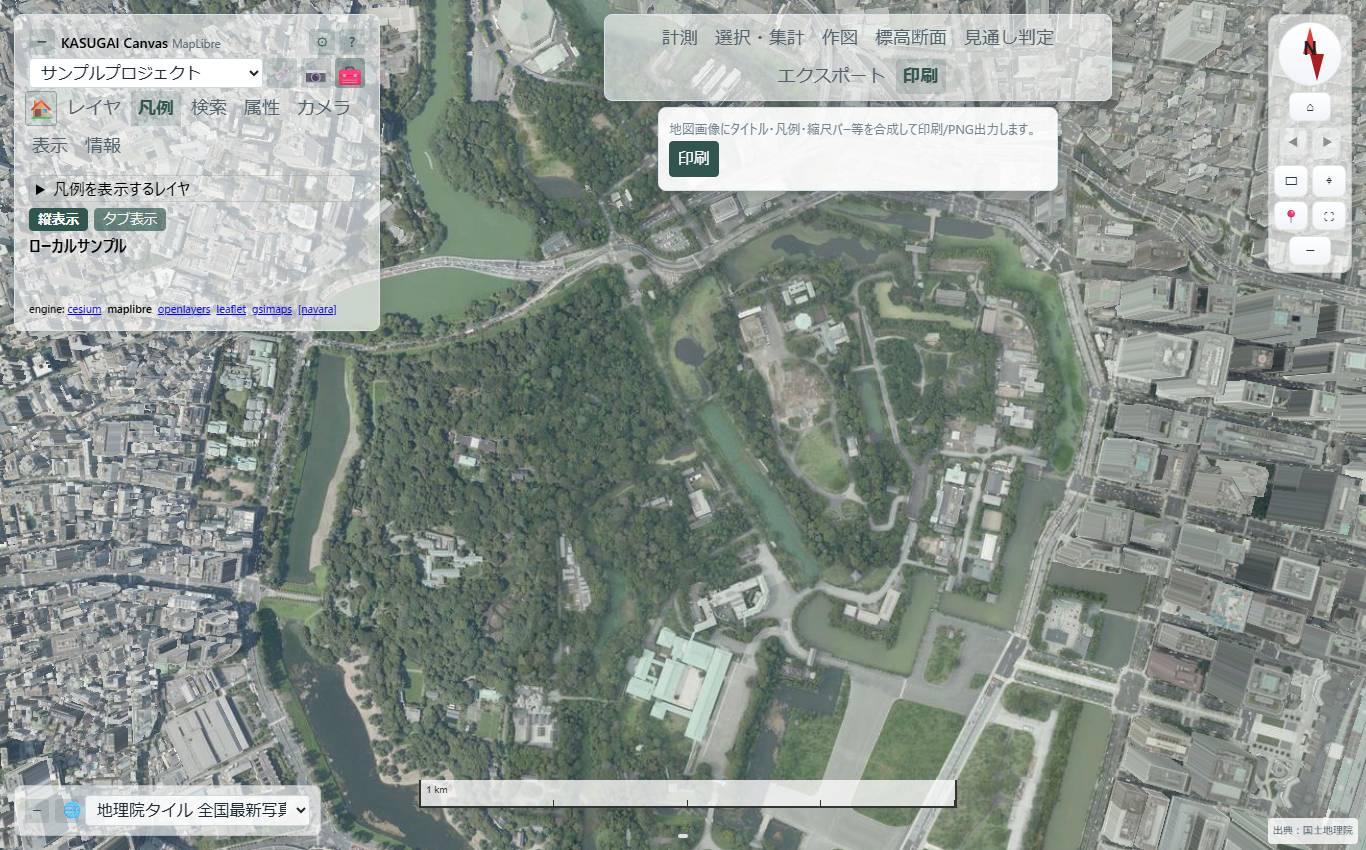 KASUGAI Canvas MapLibre
?
サンプルプロジェクト
レイヤ 凡例 検索 属性 カメラ
表示 情報
▶ 凡例を表示するレイヤ
縦表示 タブ表示
ローカルサンプル
engine: cesium maplibre openlayers leaflet gsimaps [navara]
計測 選択・集計 作図 標高断面 見通し判定
エクスポート 印刷
地図画像にタイトル・凡例・縮尺バー等を合成して印刷/PNG出力します。
印刷
N
1 km
地理院タイル 全国最新写真
出典：国土地理院